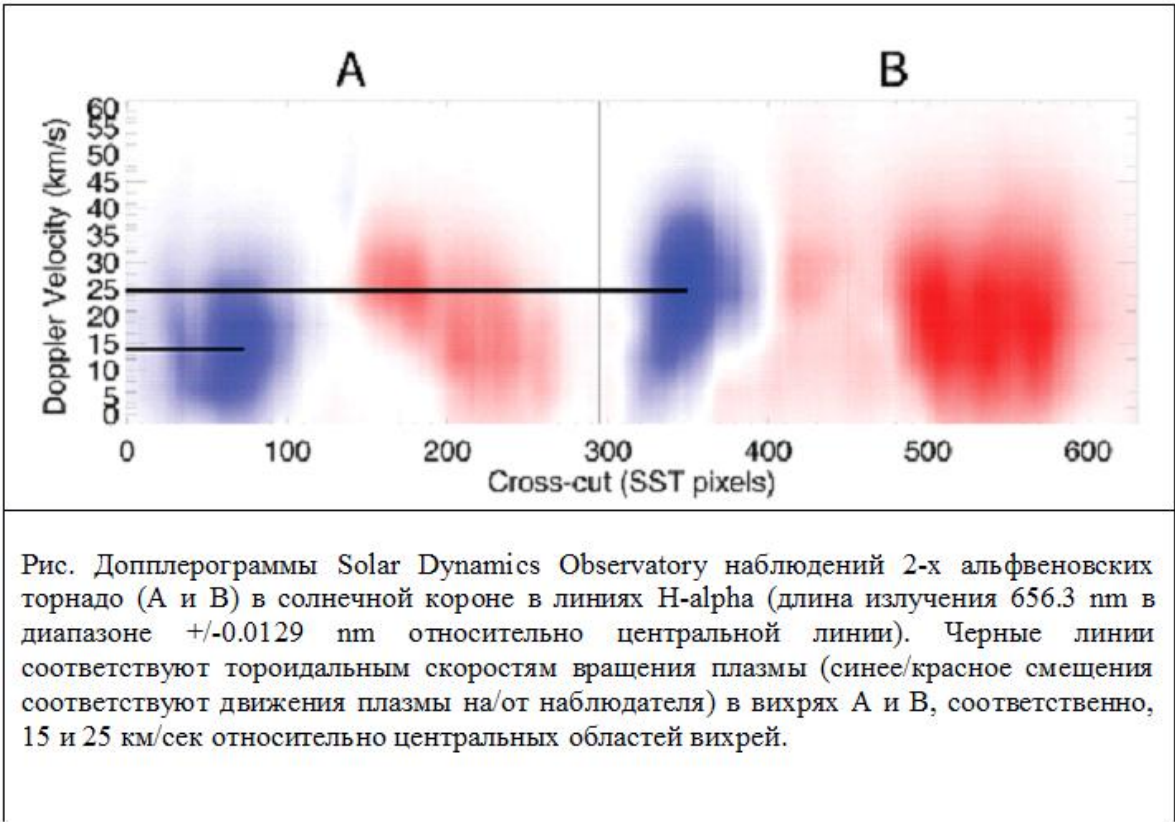 A B
Doppler Velocity (km/s)
60
55
50
45
40
35
30
25
20
15
10
5
0
0 100 200 300 400 500 600
Cross-cut (SST pixels)
Рис. Допплерограммы Solar Dynamics Observatory наблюдений 2-х альфвеновских
торнадо (А и В) в солнечной короне в линиях H-alpha (длина излучения 656.3 nm в
диапазоне +/-0.0129 nm относительно центральной линии). Черные линии
соответствуют тороидальным скоростям вращения плазмы (синее/красное смещения
соответствуют движения плазмы на/от наблюдателя) в вихрях А и В, соответственно,
15 и 25 км/сек относительно центральных областей вихрей.